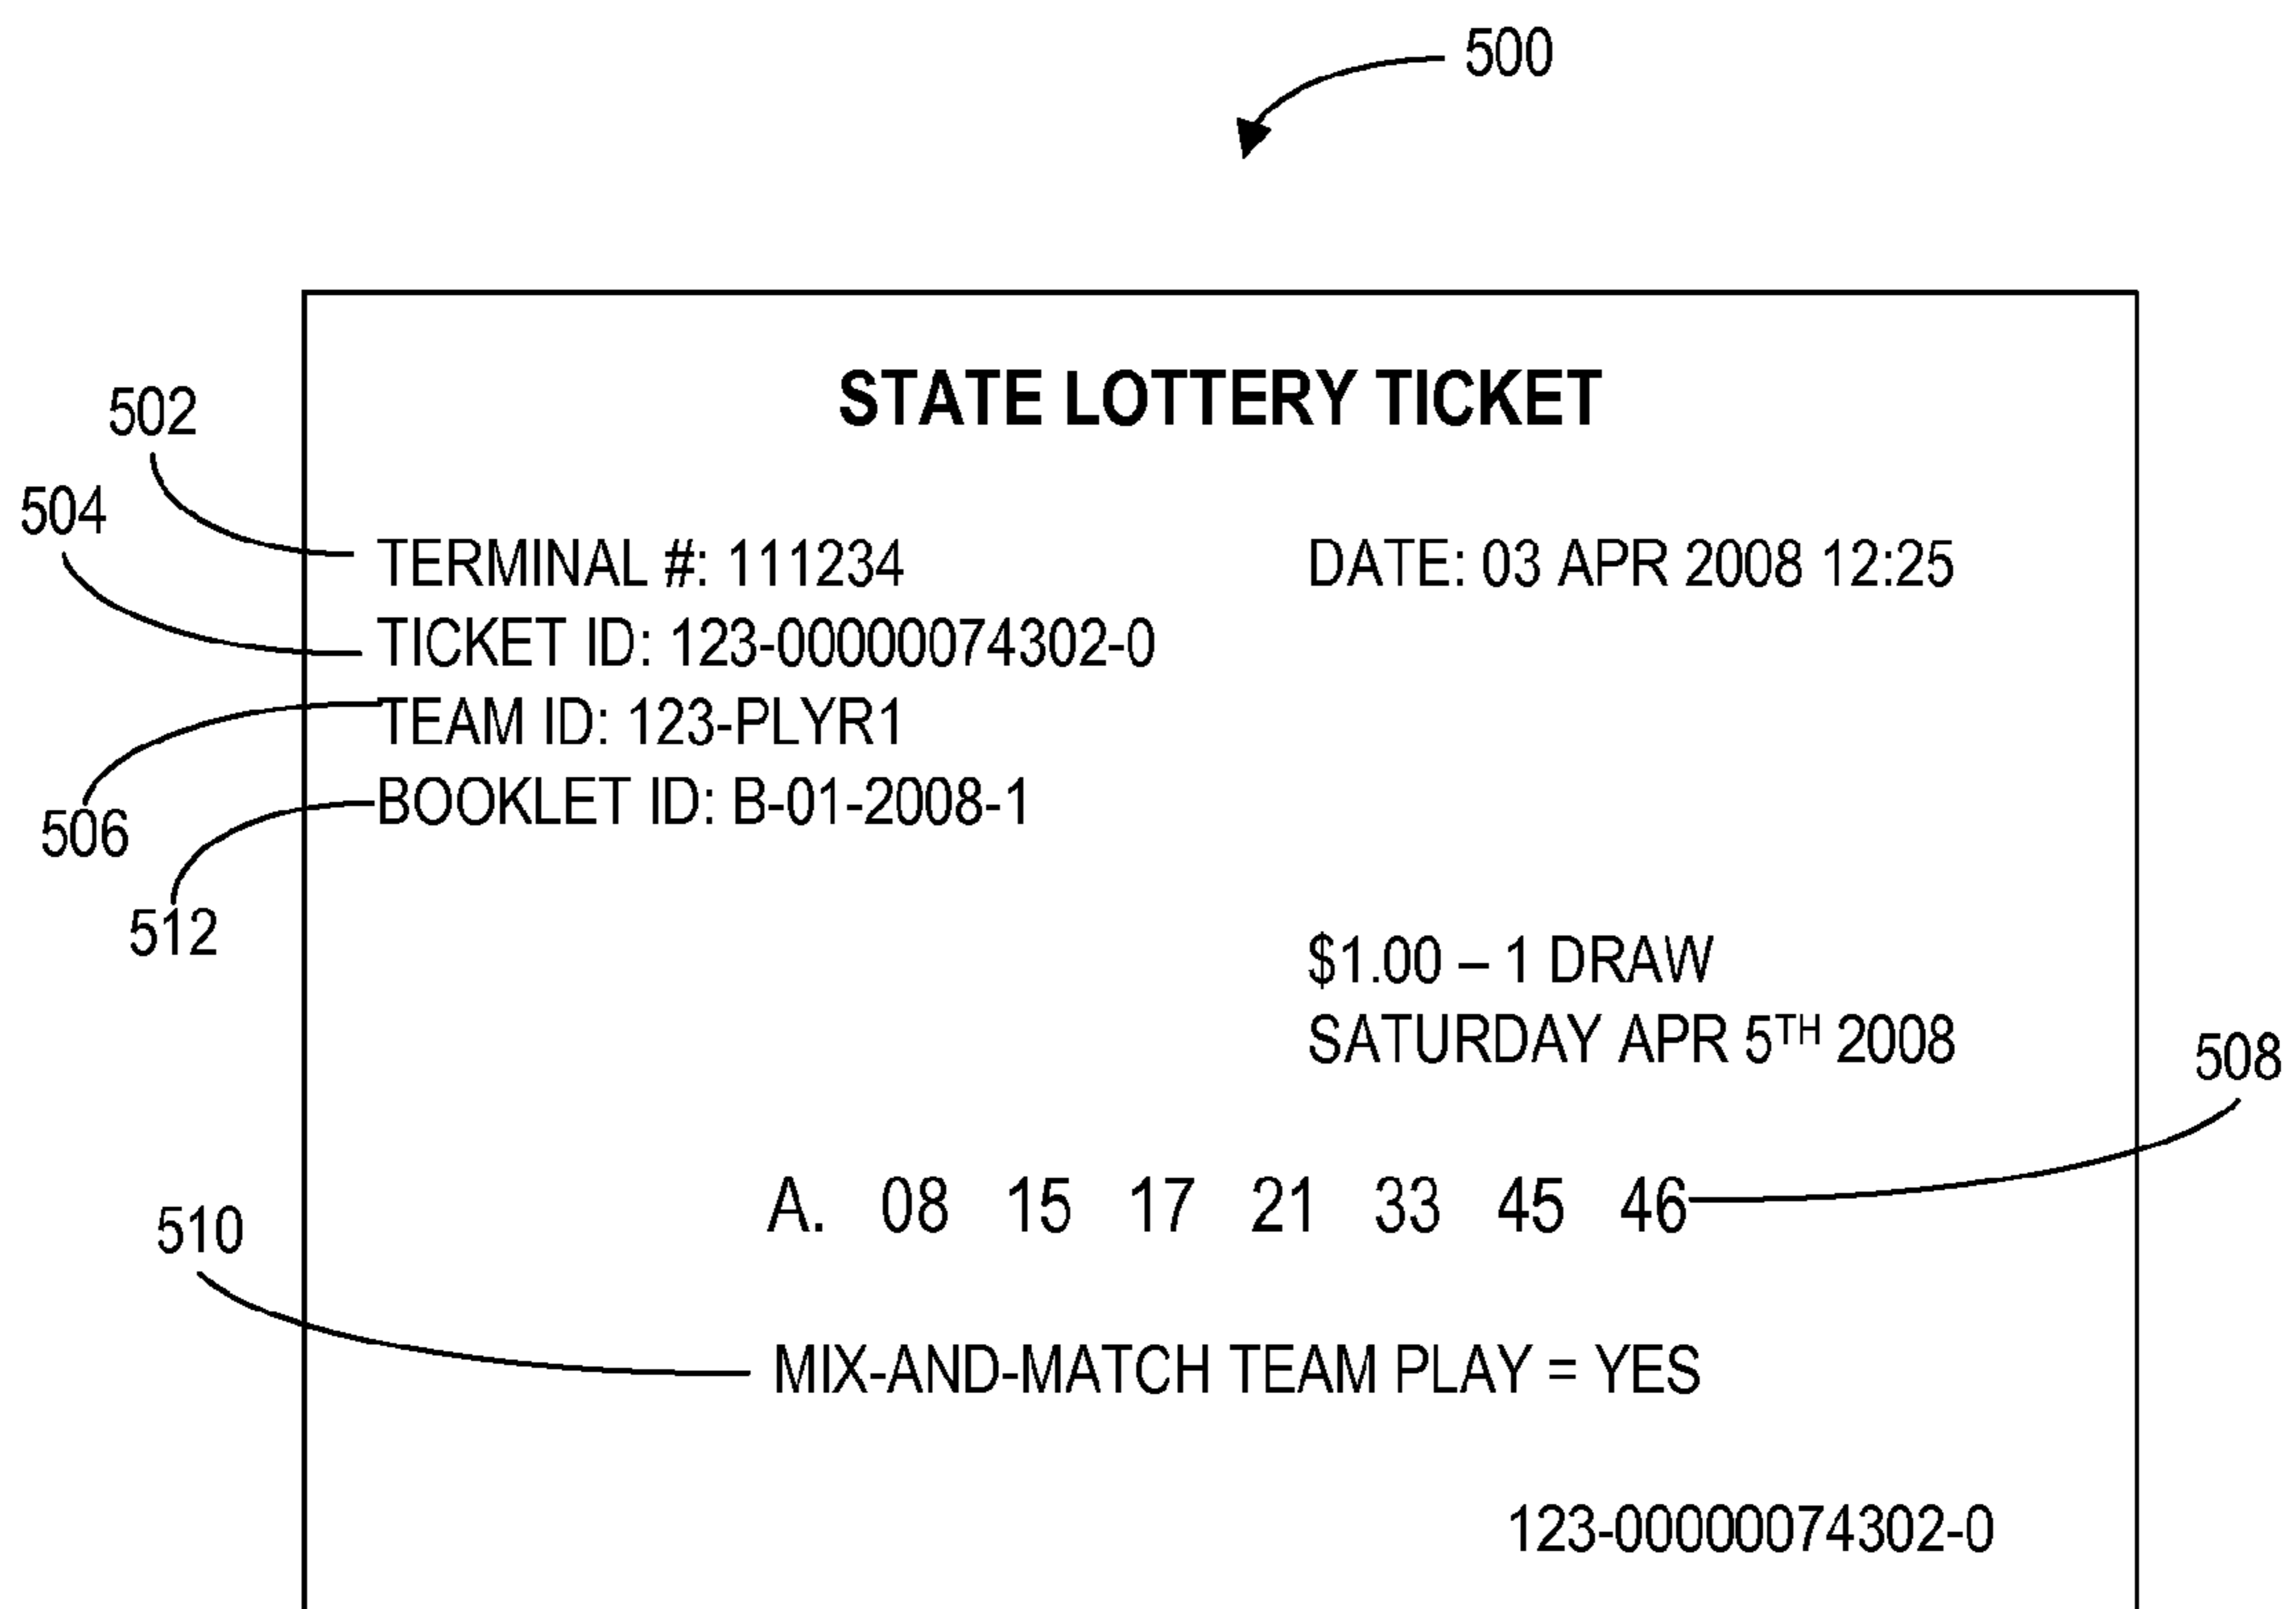 500
STATE LOTTERY TICKET
502
504
TERMINAL #: 111234 DATE: 03 APR 2008 12:25
TICKET ID: 123-00000074302-0
TEAM ID: 123-PLYR1
BOOKLET ID: B-01-2008-1
506
512
$1.00 – 1 DRAW
SATURDAY APR 5TH 2008
508
A. 08 15 17 21 33 45 46
510
MIX-AND-MATCH TEAM PLAY = YES
123-00000074302-0